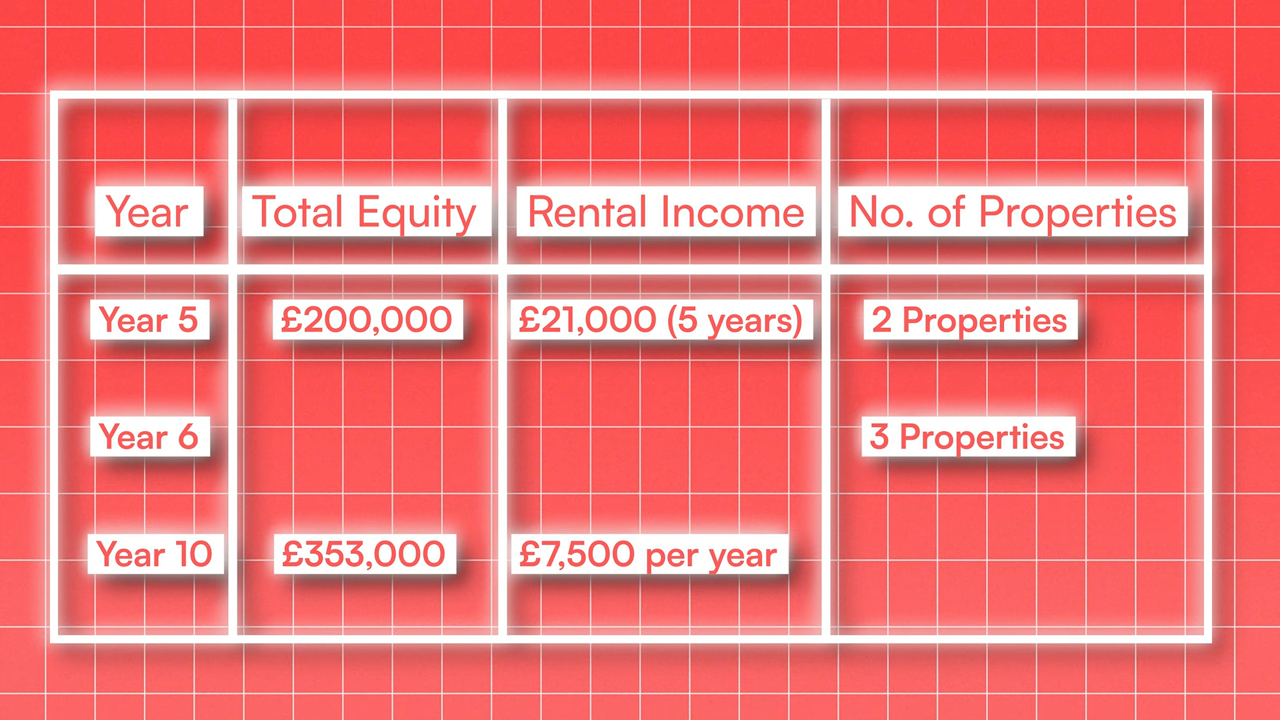 Year Total Equity Rental Income No. of Properties
Year 5 £200,000 £21,000 (5 years) 2 Properties
Year 6 3 Properties
Year 10 £353,000 £7,500 per year